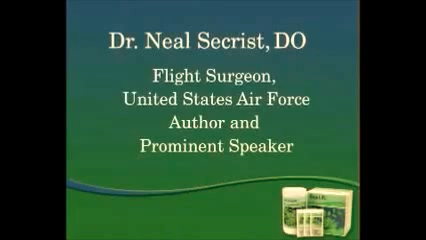 Dr. Neal Secrist, DO
Flight Surgeon,
United States Air Force
Author and
Prominent Speaker